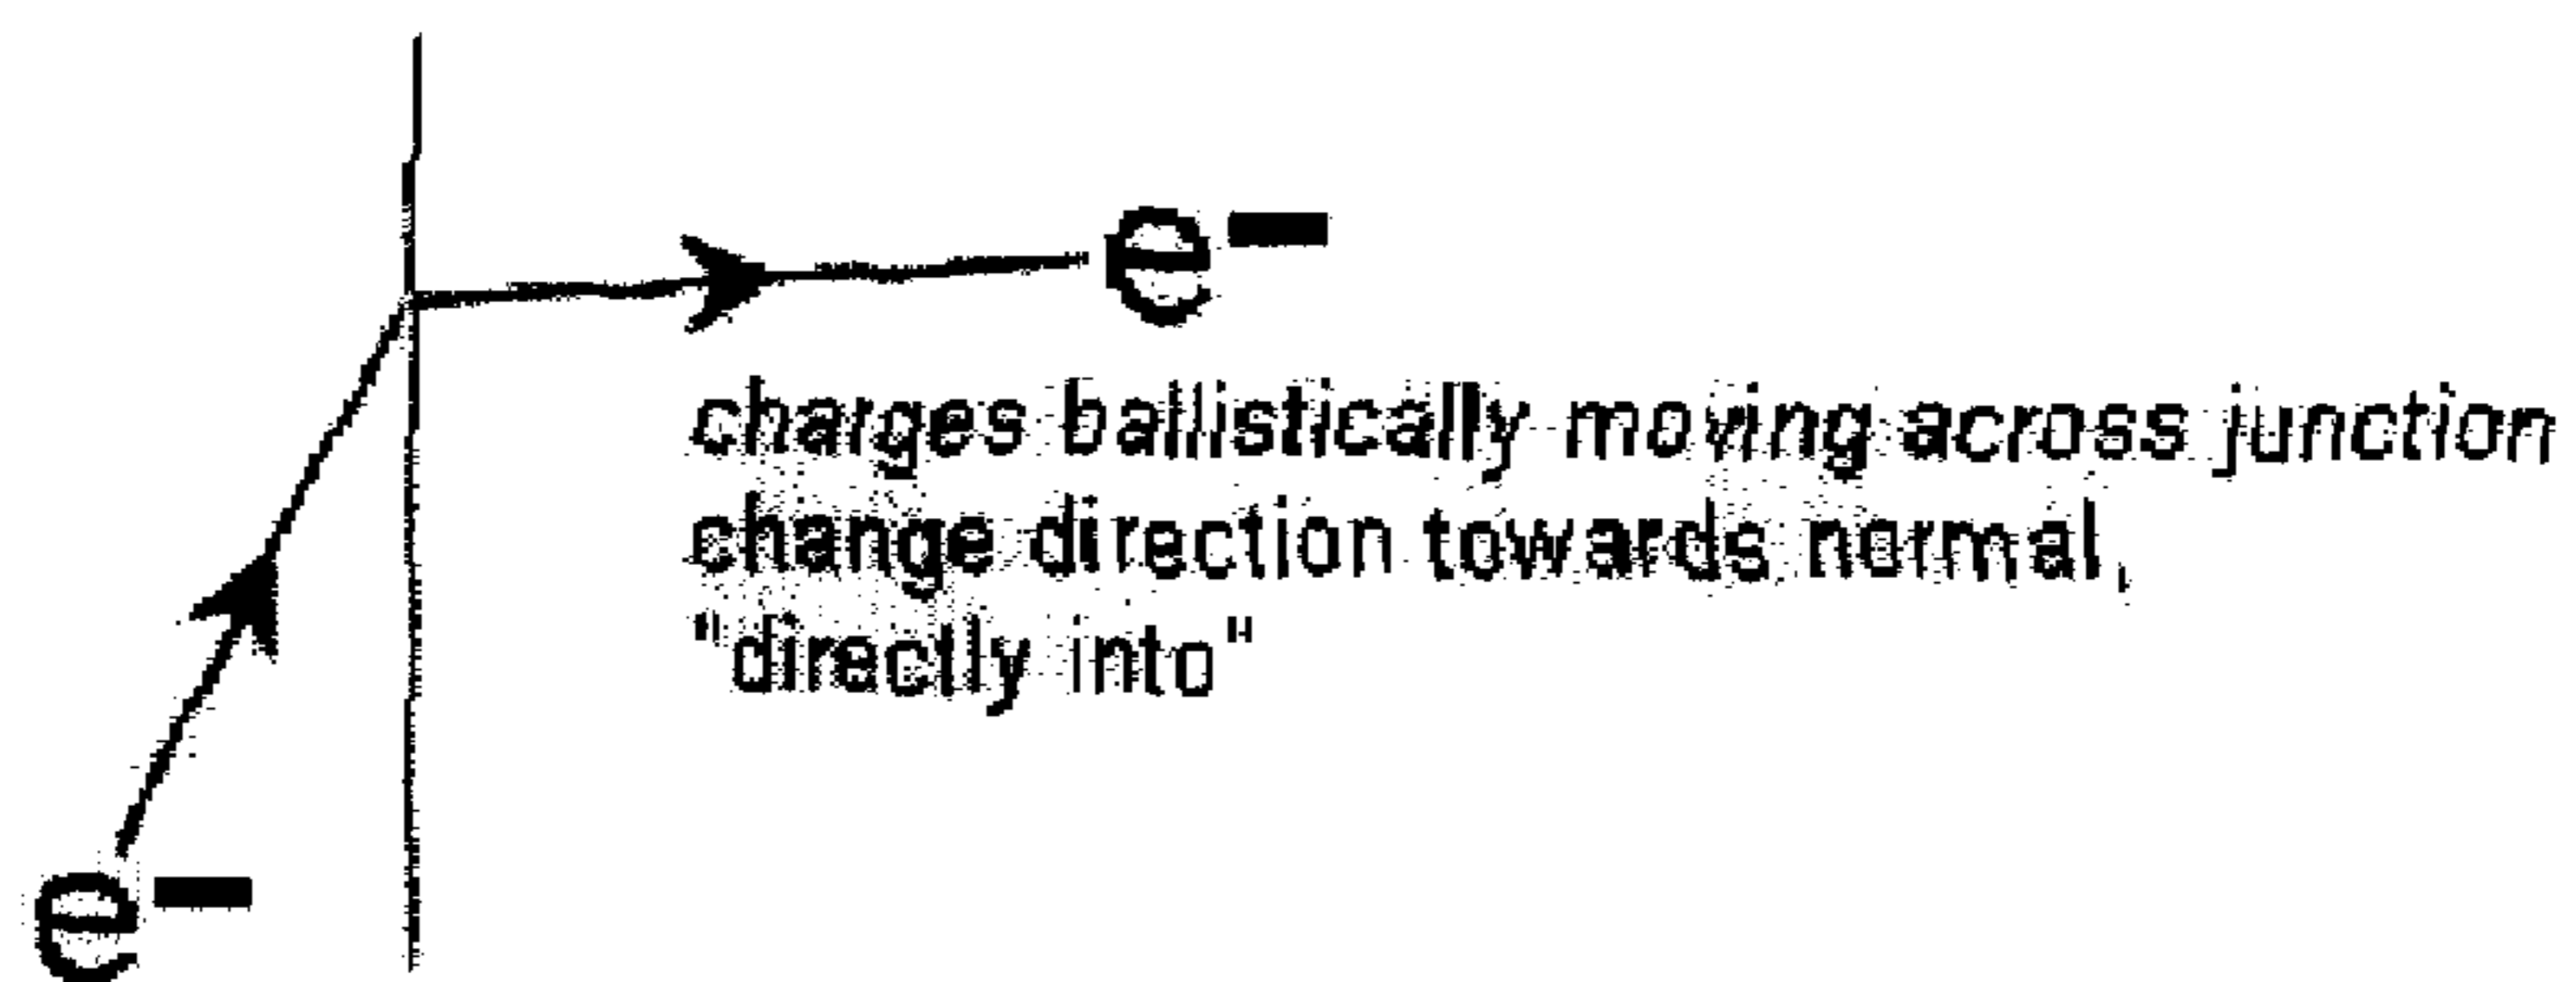 e⁻
charges ballistically moving across junction
change direction towards normal,
"directly into"
e⁻